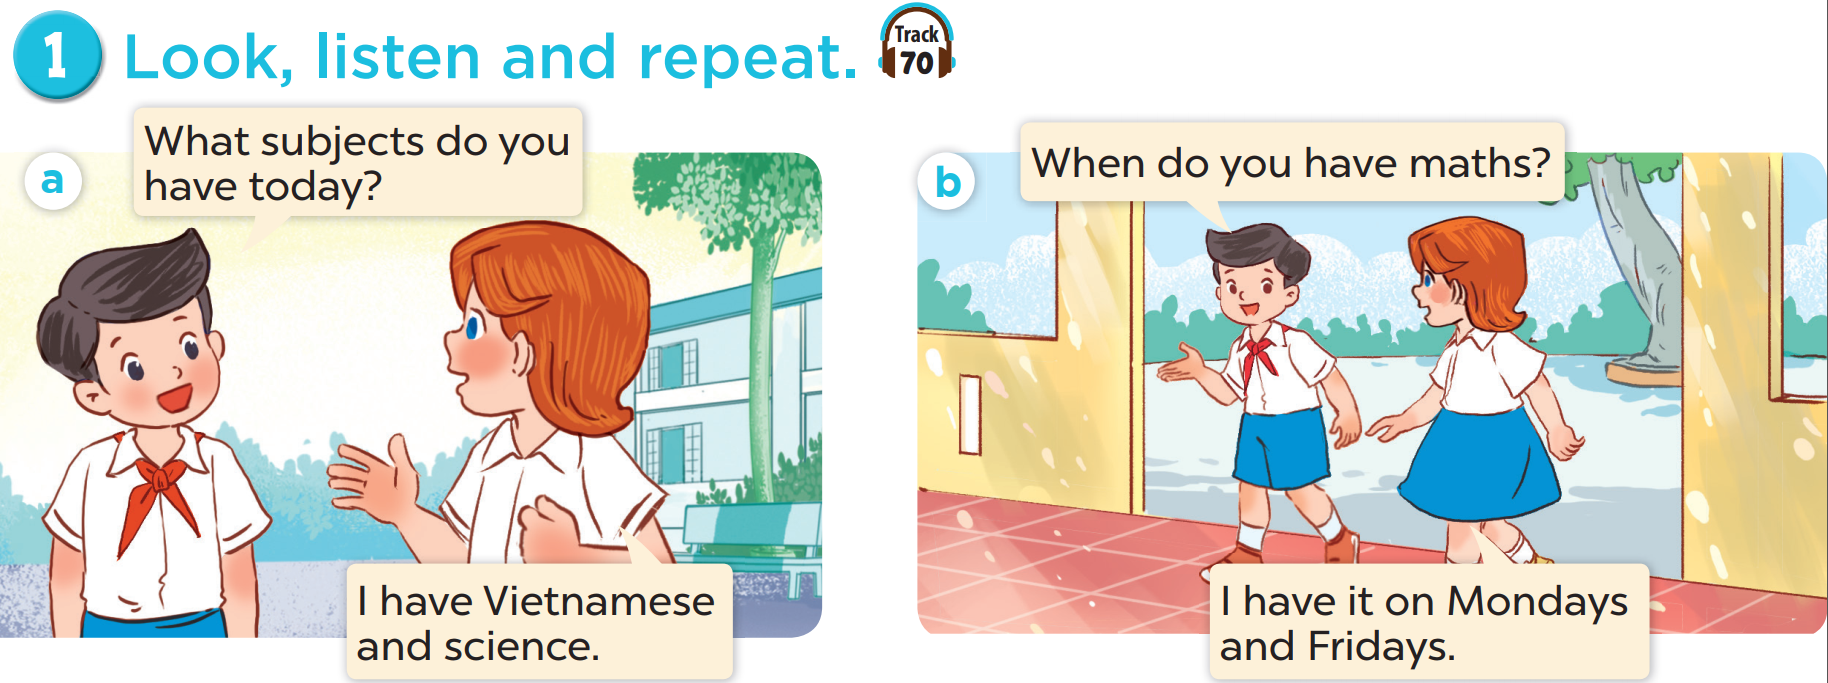 1 Look, listen and repeat. Track
70
a
What subjects do you
have today?
I have Vietnamese
and science.
b
When do you have maths?
I have it on Mondays
and Fridays.